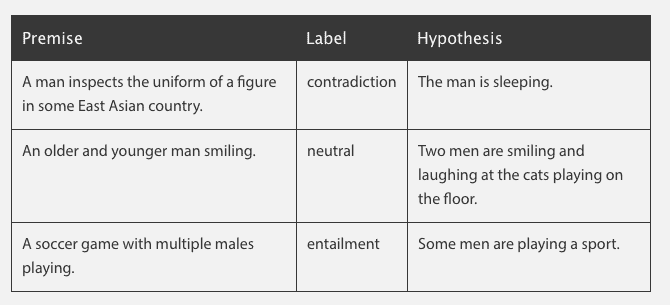 Premise Label Hypothesis
A man inspects the uniform of a figure contradiction The man is sleeping.
in some East Asian country.
An older and younger man smiling. neutral Two men are smiling and
laughing at the cats playing on
the floor.
A soccer game with multiple males entailment Some men are playing a sport.
playing.